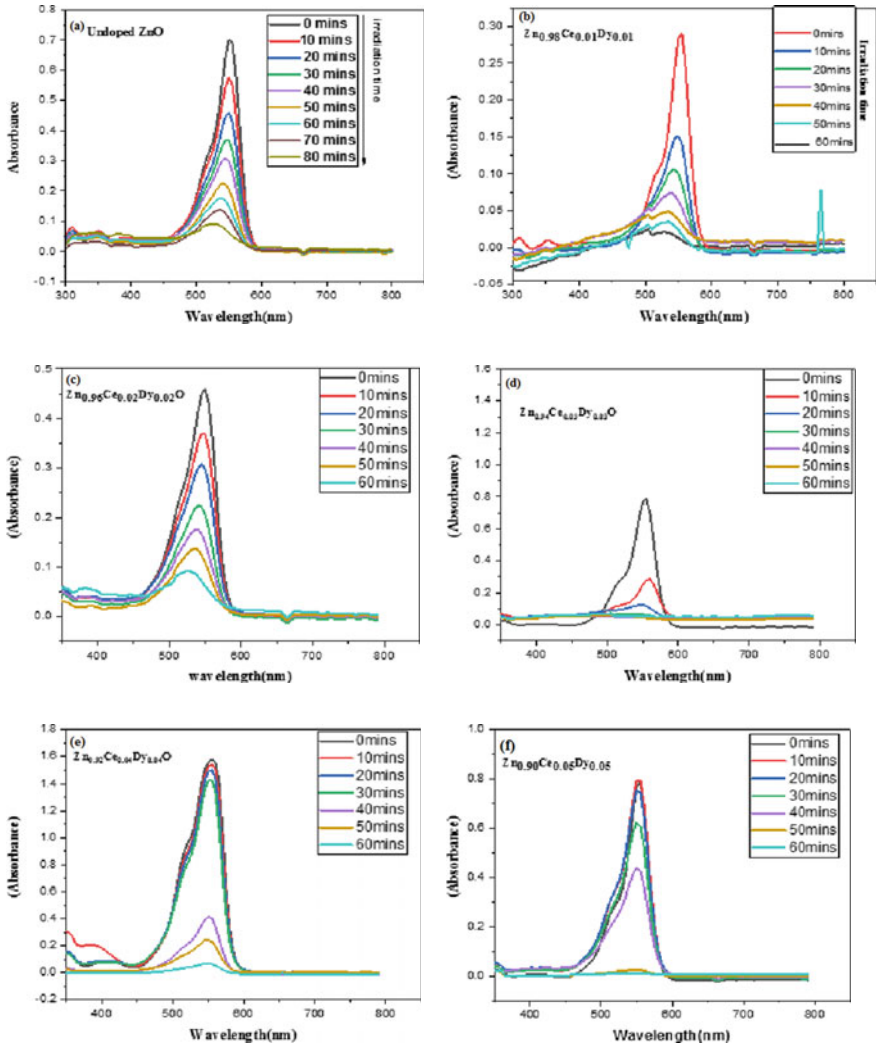 (a)
Undoped ZnO
0 mins
10 mins
20 mins
30 mins
40 mins
50 mins
60 mins
70 mins
80 mins
irradiation time
0.8
0.7
0.6
0.5
0.4
0.3
0.2
0.1
0.0
-0.1
Absorbance
300 400 500 600 700 800
Wavelength(nm)
(b)
Zn0.98Ce0.01Dy0.01
0mins
10mins
20mins
30mins
40mins
50mins
60mins
Irradiation time
0.30
0.25
0.20
0.15
0.10
0.05
0.00
-0.05
(Absorbance)
300 400 500 600 700 800
Wavelength(nm)
(c)
Zn0.96Ce0.02Dy0.02O
0mins
10mins
20mins
30mins
40mins
50mins
60mins
0.5
0.4
0.3
0.2
0.1
0.0
(Absorbance)
400 500 600 700 800
wavelength(nm)
(d)
Zn0.94Ce0.03Dy0.03O
0mins
10mins
20mins
30mins
40mins
50mins
60mins
1.6
1.4
1.2
1.0
0.8
0.6
0.4
0.2
0.0
-0.2
(Absorbance)
400 500 600 700 800
Wavelength(nm)
(e)
Zn0.92Ce0.04Dy0.04O
0mins
10mins
20mins
30mins
40mins
50mins
60mins
1.8
1.6
1.4
1.2
1.0
0.8
0.6
0.4
0.2
0.0
-0.2
(Absorbance)
400 500 600 700 800
Wavelength(nm)
(f)
Zn0.90Ce0.05Dy0.05
0mins
10mins
20mins
30mins
40mins
50mins
60mins
1.0
0.8
0.6
0.4
0.2
0.0
(Absorbance)
400 500 600 700 800
Wavelength(nm)